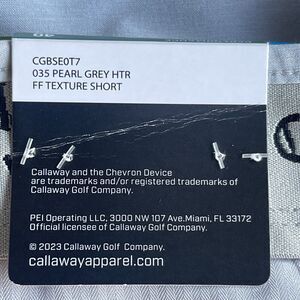 CGBSE0T7
035 PEARL GREY HTR
FF TEXTURE SHORT
Callaway and the Chevron Device
are trademarks and/or registered trademarks of
Callaway Golf Company.
PEI Operating LLC, 3000 NW 107 Ave.Miami, FL 33172
Official licensee of Callaway Golf Company.
© 2023 Callaway Golf Company.
callawayapparel.com